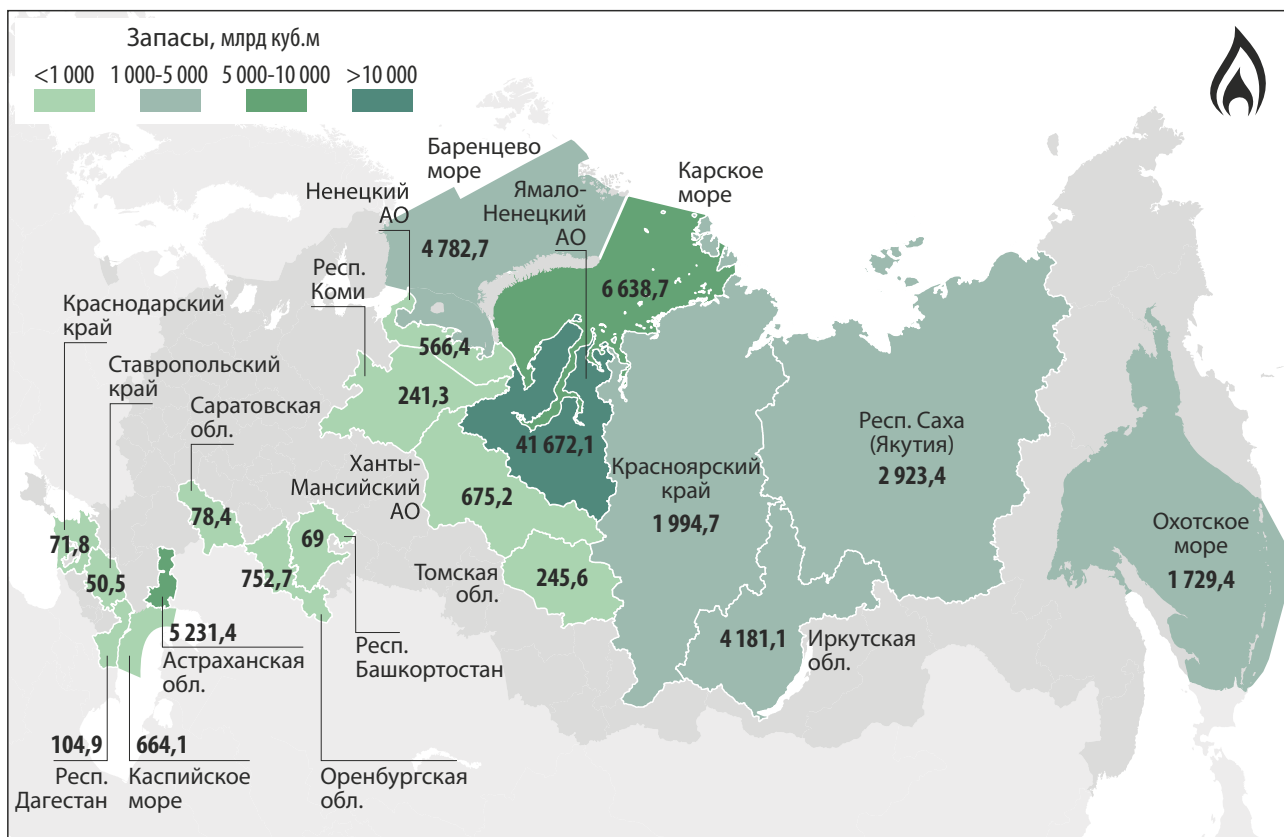 Запасы, млрд куб.м
<1 000 1 000-5 000 5 000-10 000 >10 000
Баренцево
море
4 782,7
Карское
море
6 638,7
Ямало-
Ненецкий
АО
41 672,1
Ненецкий
АО
566,4
Респ.
Коми
241,3
Краснодарский
край
71,8
Ставропольский
край
50,5
Саратовская
обл.
78,4
Ханты-
Мансийский
АО
675,2
Томская
обл.
245,6
Красноярский
край
1 994,7
Респ. Саха
(Якутия)
2 923,4
Охотское
море
1 729,4
4 181,1
Иркутская
обл.
752,7
69
Респ.
Башкортостан
5 231,4
Астраханская
обл.
104,9
Респ.
Дагестан
664,1
Каспийское
море
Оренбургская
обл.